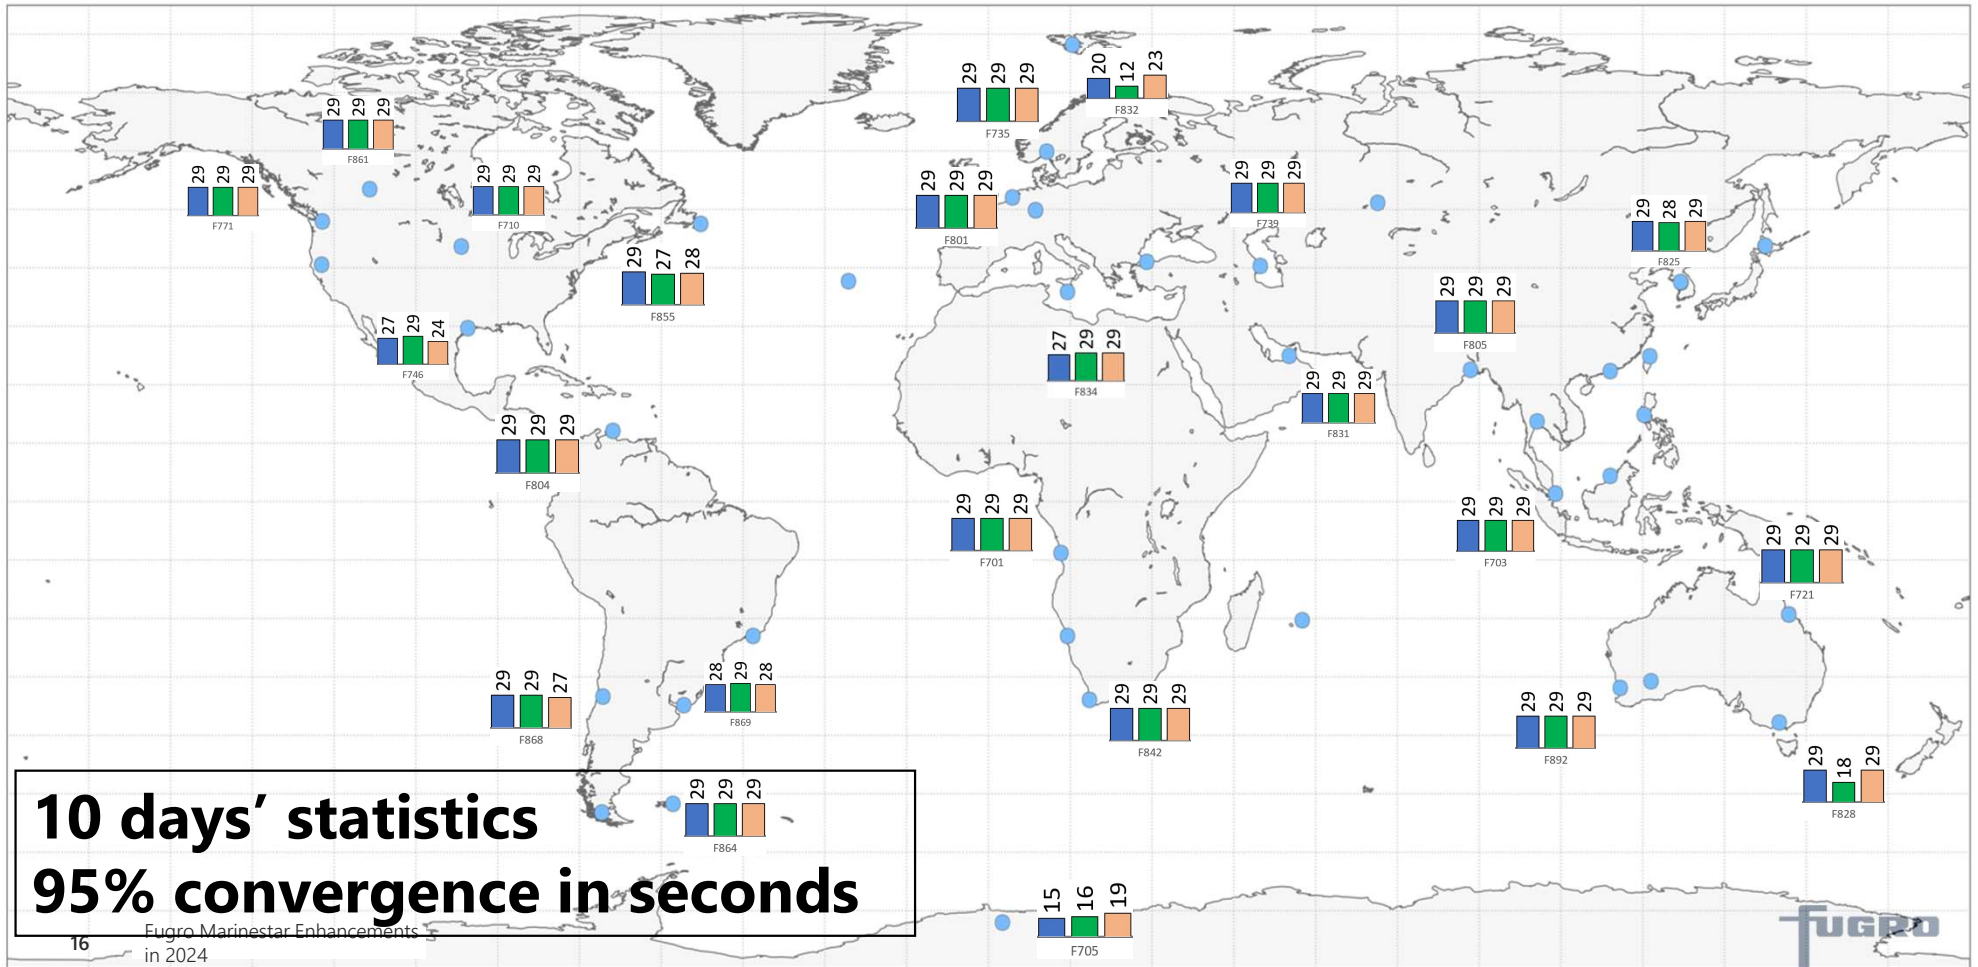 20 12 23
F832
29 29 29
F735
29 29 29
F861
29 29 29
F771
29 29 29
F710
29 29 29
F801
29 29 29
F739
29 28 29
F825
29 27 28
F855
29 29 29
F805
27 29 24
F746
27 29 29
F834
29 29 29
F831
29 29 29
F804
29 29 29
F701
29 29 29
F703
29 29 29
F721
29 29 27
F868
28 29 28
F869
29 29 29
F842
29 29 29
F892
29 18 29
F828
29 29 29
F864
10 days’ statistics
95% convergence in seconds
15 16 19
F705
16
Fugro Marinestar Enhancements
in 2024
FUGRO